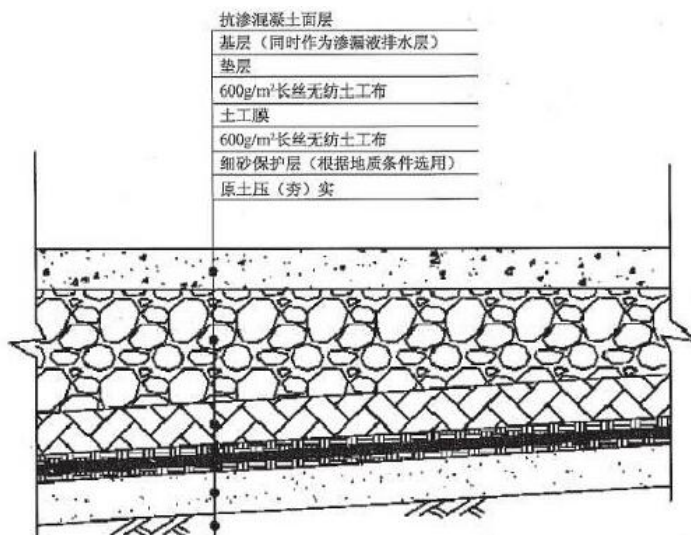 抗渗混凝土面层
基层（同时作为渗漏液排水层）
垫层
600g/m²长丝无纺土工布
土工膜
600g/m²长丝无纺土工布
细砂保护层（根据地质条件选用）
原土压（夯）实